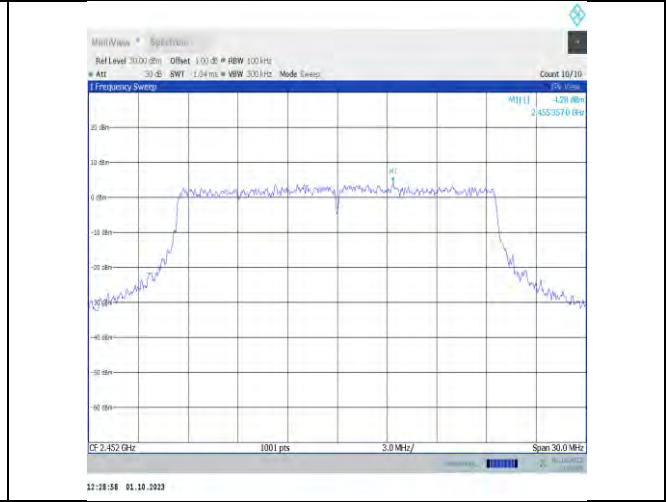 MultiView Spectrum
Ref Level 30.00 dBm Offset 1.00 dB RBW 100 kHz
Att 30 dB SWT 1.04 ms VBW 300 kHz Mode Sweep Count 10/10
1 Frequency Sweep 1Pk View
M1[1] 4.28 dBm
2.4553570 GHz
20 dBm
10 dBm
M1
0 dBm
-10 dBm
-20 dBm
-30 dBm
-40 dBm
-50 dBm
-60 dBm
CF 2.452 GHz 1001 pts 3.0 MHz/ Span 30.0 MHz
12:28:58 01.10.2023